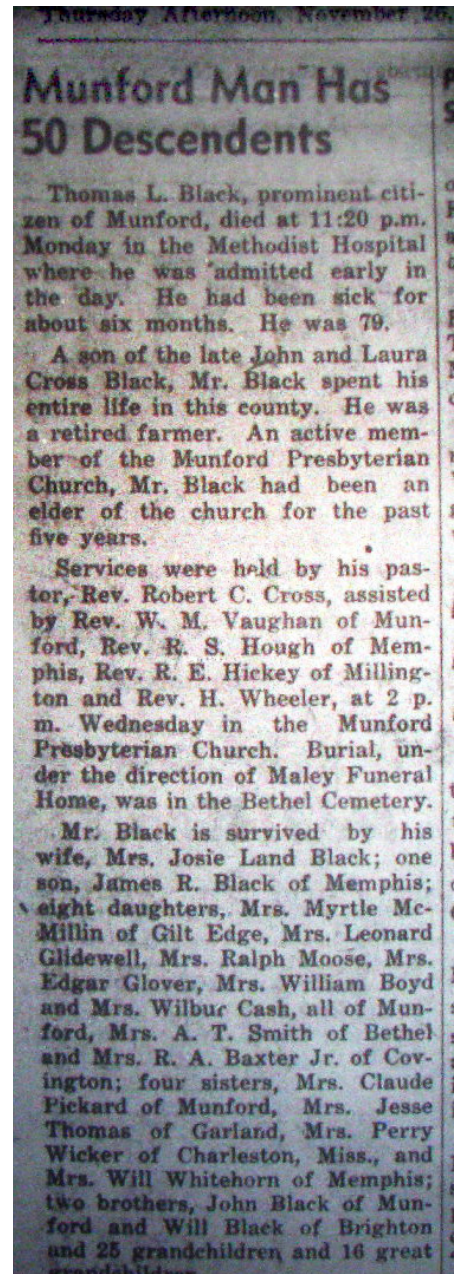 Thursday Afternoon, November 26,
Munford Man Has
50 Descendents
Thomas L. Black, prominent citi-
zen of Munford, died at 11:20 p.m.
Monday in the Methodist Hospital
where he was admitted early in
the day. He had been sick for
about six months. He was 79.
A son of the late John and Laura
Cross Black, Mr. Black spent his
entire life in this county. He was
a retired farmer. An active mem-
ber of the Munford Presbyterian
Church, Mr. Black had been an
elder of the church for the past
five years.
Services were held by his pas-
tor, Rev. Robert C. Cross, assisted
by Rev. W. M. Vaughan of Mun-
ford, Rev. R. S. Hough of Mem-
phis, Rev. R. E. Hickey of Milling-
ton and Rev. H. Wheeler, at 2 p.
m. Wednesday in the Munford
Presbyterian Church. Burial, un-
der the direction of Maley Funeral
Home, was in the Bethel Cemetery.
Mr. Black is survived by his
wife, Mrs. Josie Land Black; one
son, James R. Black of Memphis;
eight daughters, Mrs. Myrtle Mc-
Millin of Gilt Edge, Mrs. Leonard
Glidewell, Mrs. Ralph Moose, Mrs.
Edgar Glover, Mrs. William Boyd
and Mrs. Wilbur Cash, all of Mun-
ford, Mrs. A. T. Smith of Bethel
and Mrs. R. A. Baxter Jr. of Cov-
ington; four sisters, Mrs. Claude
Pickard of Munford, Mrs. Jesse
Thomas of Garland, Mrs. Perry
Wicker of Charleston, Miss., and
Mrs. Will Whitehorn of Memphis;
two brothers, John Black of Mun-
ford and Will Black of Brighton
and 25 grandchildren and 16 great
grandchildren